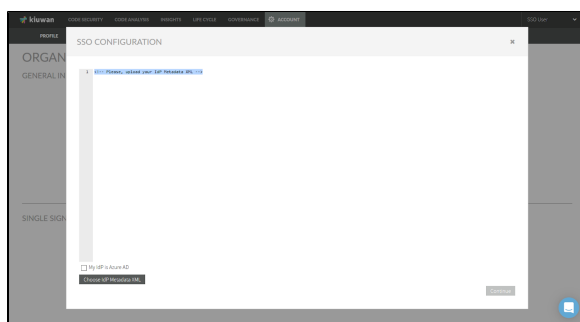 kiuwan CODE SECURITY CODE ANALYSIS INSIGHTS LIFE CYCLE GOVERNANCE ACCOUNT SSO User
PROFILE
ORGAN
GENERAL IN
SSO CONFIGURATION ×
1 <!-- Please, upload your IdP Metadata XML -->
SINGLE SIGN
My IdP is Azure AD
Choose IdP Metadata XML
Continue